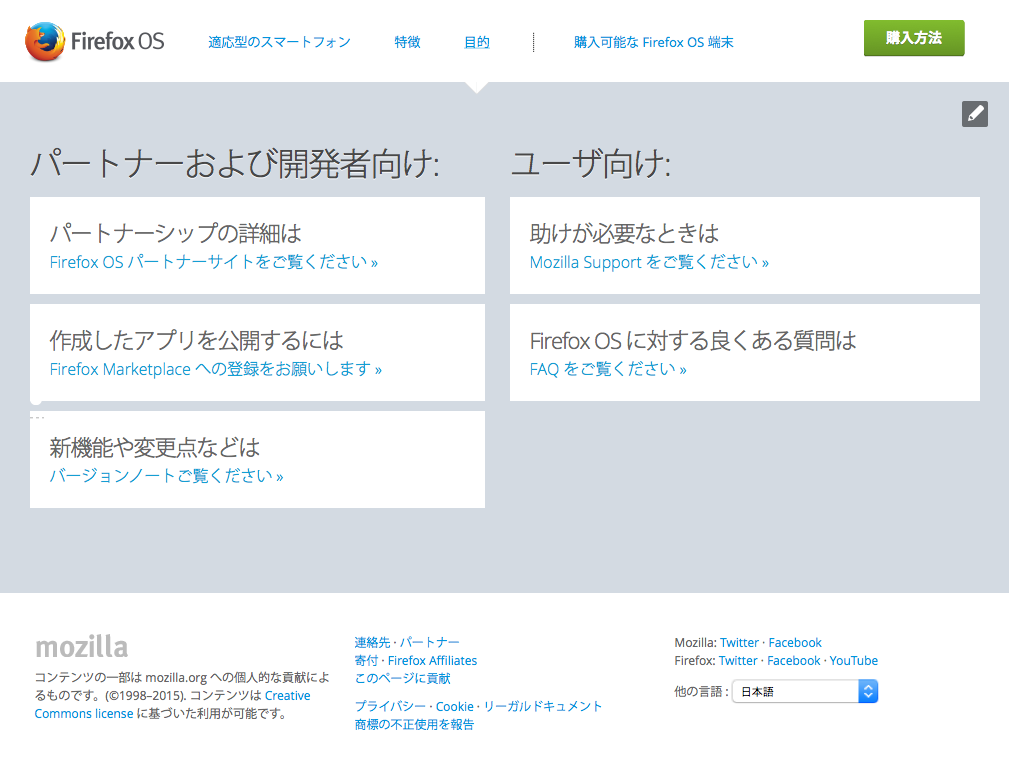 Firefox OS
適応型のスマートフォン
特徴
目的
購入可能な Firefox OS 端末
購入方法
パートナーおよび開発者向け:
パートナーシップの詳細は
Firefox OS パートナーサイトをご覧ください »
作成したアプリを公開するには
Firefox Marketplace への登録をお願いします »
新機能や変更点などは
バージョンノートご覧ください »
ユーザ向け:
助けが必要なときは
Mozilla Support をご覧ください »
Firefox OS に対する良くある質問は
FAQ をご覧ください »
mozilla
コンテンツの一部は mozilla.org への個人的な貢献によ
るものです。(©1998–2015). コンテンツは Creative
Commons license に基づいた利用が可能です。
連絡先 · パートナー
寄付 · Firefox Affiliates
このページに貢献
プライバシー · Cookie · リーガルドキュメント
商標の不正使用を報告
Mozilla: Twitter · Facebook
Firefox: Twitter · Facebook · YouTube
他の言語 : 日本語